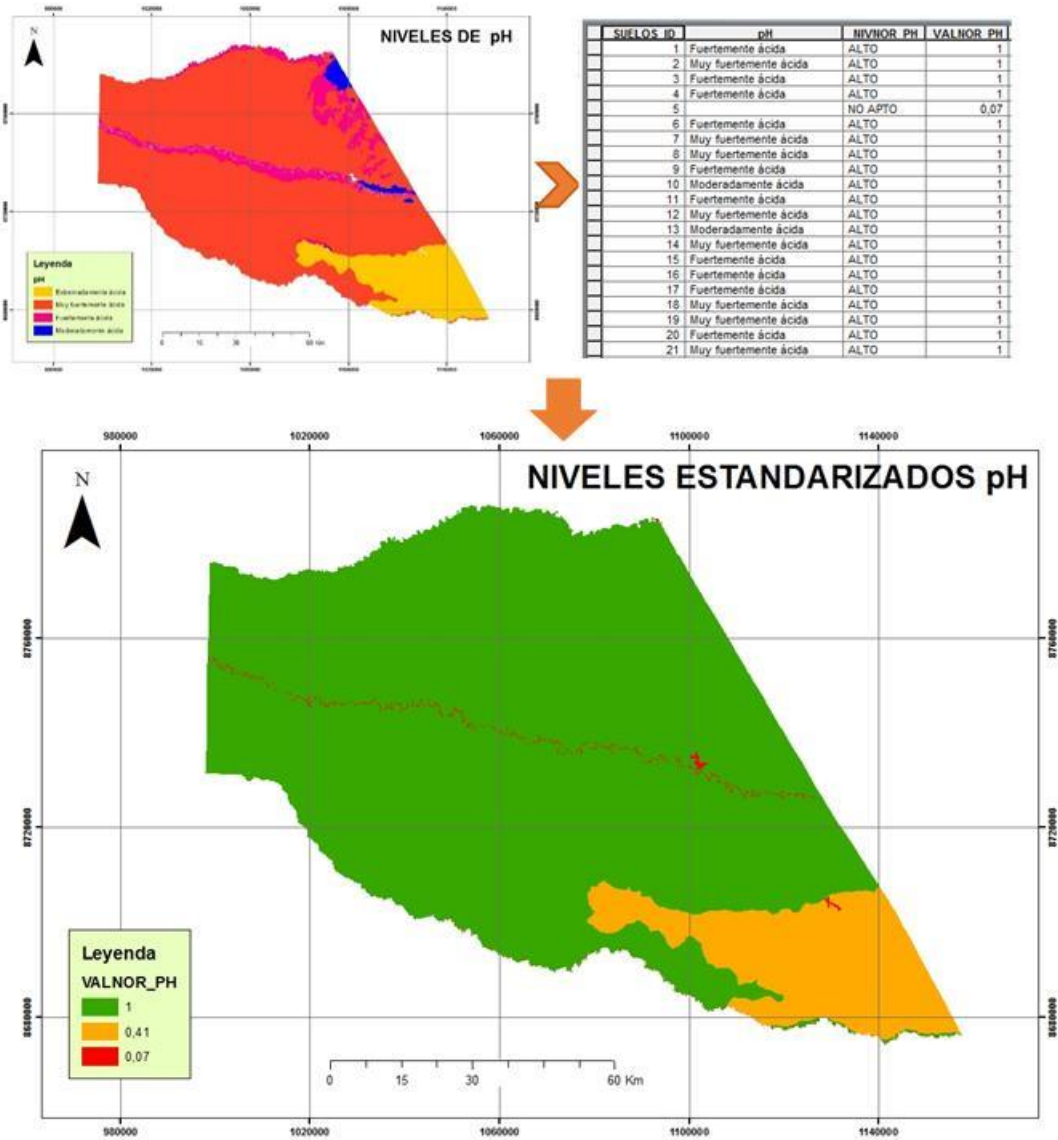 NIVELES DE pH
N
Leyenda
pH
Extremadamente ácida
Muy fuertemente ácida
Fuertemente ácida
Moderadamente ácida
SUELOS_ID pH NIVNOR_PH VALNOR_PH
1 Fuertemente ácida ALTO 1
2 Muy fuertemente ácida ALTO 1
3 Fuertemente ácida ALTO 1
4 Fuertemente ácida ALTO 1
5 NO APTO 0,07
6 Fuertemente ácida ALTO 1
7 Muy fuertemente ácida ALTO 1
8 Muy fuertemente ácida ALTO 1
9 Fuertemente ácida ALTO 1
10 Moderadamente ácida ALTO 1
11 Fuertemente ácida ALTO 1
12 Muy fuertemente ácida ALTO 1
13 Moderadamente ácida ALTO 1
14 Muy fuertemente ácida ALTO 1
15 Fuertemente ácida ALTO 1
16 Fuertemente ácida ALTO 1
17 Fuertemente ácida ALTO 1
18 Muy fuertemente ácida ALTO 1
19 Muy fuertemente ácida ALTO 1
20 Fuertemente ácida ALTO 1
21 Muy fuertemente ácida ALTO 1
980000 1020000 1060000 1100000 1140000
NIVELES ESTANDARIZADOS pH
N
8760000 8760000
8720000 8720000
8680000 8680000
Leyenda
VALNOR_PH
1
0,41
0,07
0 15 30 60 Km
980000 1020000 1060000 1100000 1140000